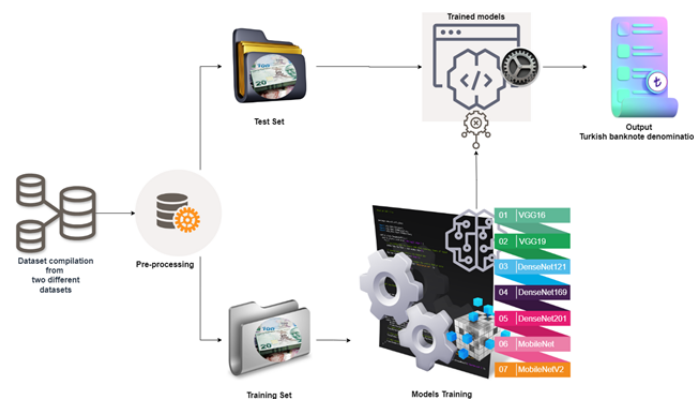 Trained models
Test Set
Output
Turkish banknote denominatio
Dataset compilation
from
two different
datasets
Pre-processing
01 VGG16
02 VGG19
03 DenseNet121
04 DenseNet169
05 DenseNet201
06 MobileNet
07 MobileNetV2
Training Set
Models Training